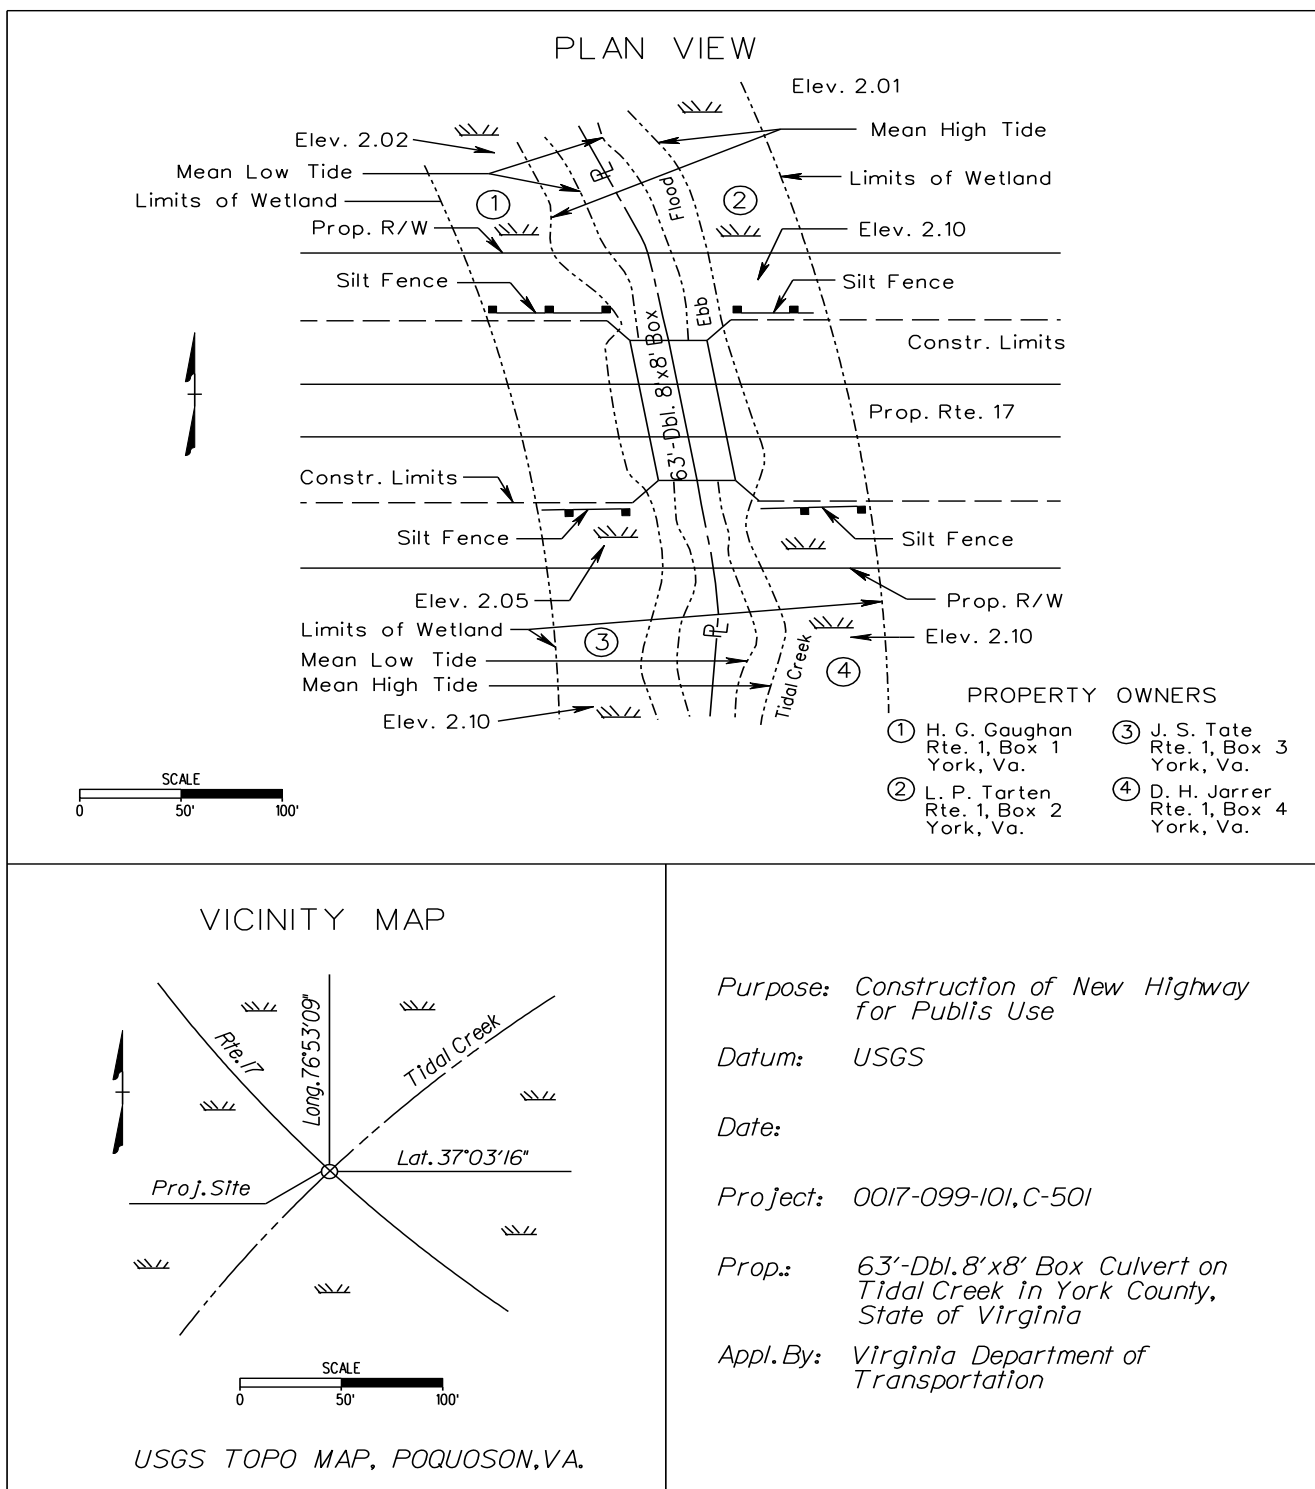 PLAN VIEW
Elev. 2.01
Elev. 2.02
Mean High Tide
Mean Low Tide
Limits of Wetland
Limits of Wetland
PL
Flood
1
2
Prop. R/W
Elev. 2.10
Silt Fence
Silt Fence
Ebb
Constr. Limits
63'-Dbl. 8'x8' Box
Prop. Rte. 17
Constr. Limits
Silt Fence
Silt Fence
Elev. 2.05
Prop. R/W
Limits of Wetland
PL
3
Elev. 2.10
Mean Low Tide
Tidal Creek
4
Mean High Tide
Elev. 2.10
PROPERTY OWNERS
1 H. G. Gaughan
Rte. 1, Box 1
York, Va.
2 L. P. Tarten
Rte. 1, Box 2
York, Va.
3 J. S. Tate
Rte. 1, Box 3
York, Va.
4 D. H. Jarrer
Rte. 1, Box 4
York, Va.
SCALE
0 50' 100'
VICINITY MAP
Rte. 17
Long. 76°53'09"
Tidal Creek
Lat. 37°03'16"
Proj. Site
SCALE
0 50' 100'
USGS TOPO MAP, POQUOSON, VA.
Purpose: Construction of New Highway
for Publis Use
Datum: USGS
Date:
Project: 0017-099-101, C-501
Prop.: 63'-Dbl. 8'x8' Box Culvert on
Tidal Creek in York County,
State of Virginia
Appl. By: Virginia Department of
Transportation